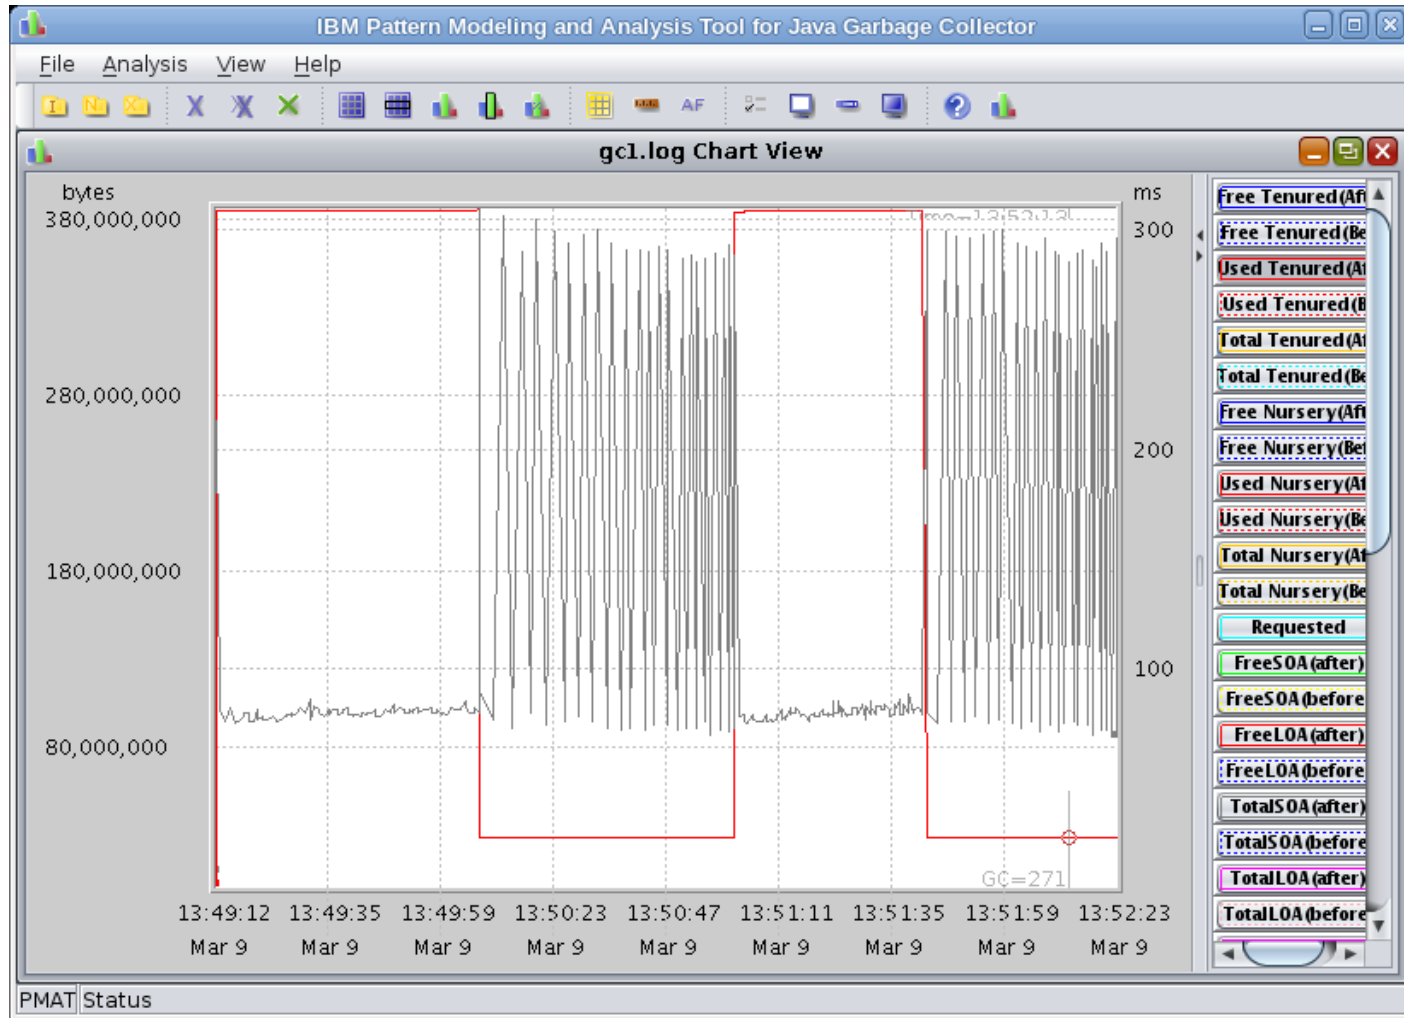 IBM Pattern Modeling and Analysis Tool for Java Garbage Collector
File Analysis View Help
AF
gc1.log Chart View
bytes
ms
380,000,000
300
280,000,000
200
180,000,000
100
80,000,000
GC=271
13:49:12 13:49:35 13:49:59 13:50:23 13:50:47 13:51:11 13:51:35 13:51:59 13:52:23
Mar 9 Mar 9 Mar 9 Mar 9 Mar 9 Mar 9 Mar 9 Mar 9 Mar 9
Free Tenured(Aft
Free Tenured(Be
Used Tenured(Af
Used Tenured(B
Total Tenured(Af
Total Tenured(Be
Free Nursery(Aft
Free Nursery(Bef
Used Nursery(Af
Used Nursery(Be
Total Nursery(Af
Total Nursery(Be
Requested
FreeSOA(after)
FreeSOA(before
FreeLOA(after)
FreeLOA(before
TotalSOA(after)
TotalSOA(before
TotalLOA(after)
TotalLOA(before
PMAT Status